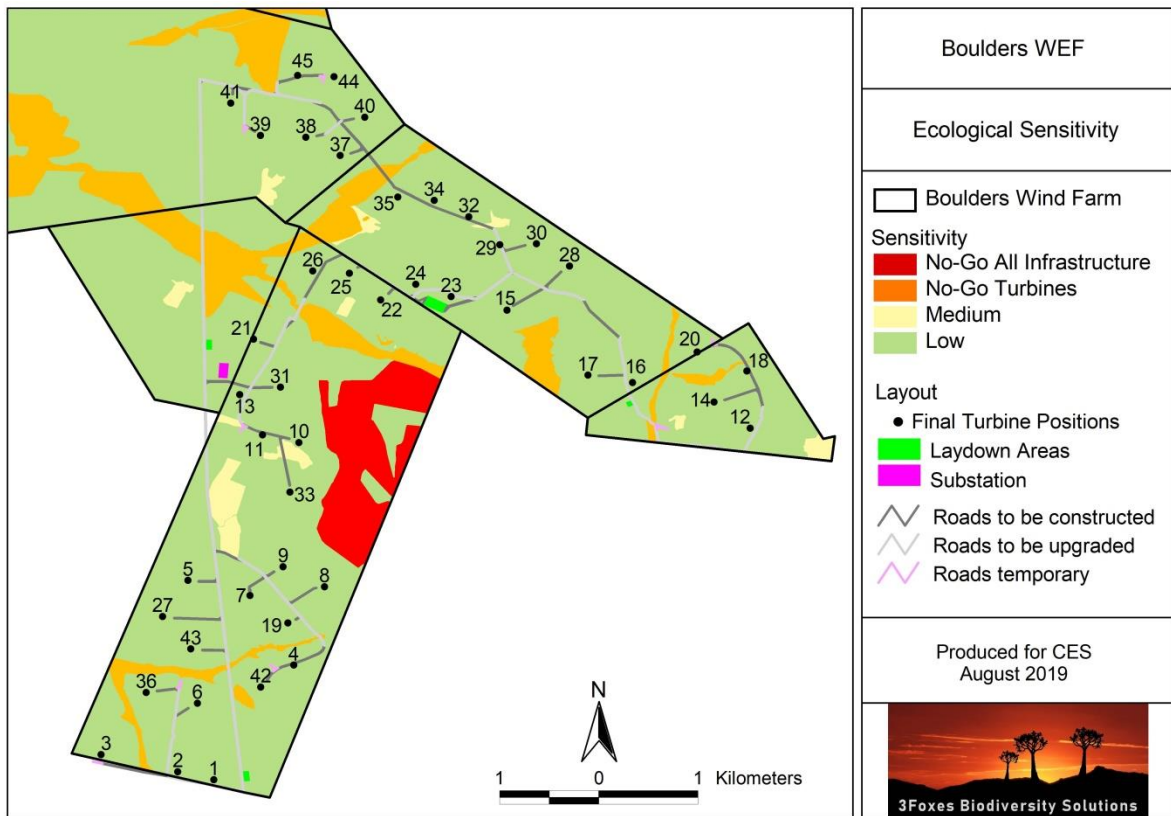 45
44
41
40
39
38
37
34
35
32
30
29
26
28
25
24
23
22
15
21
20
18
17
16
31
13
14
12
10
11
33
9
5
8
7
27
19
43
4
42
36
6
3
2
1
N
1 0 1 Kilometers
Boulders WEF
Ecological Sensitivity
Boulders Wind Farm
Sensitivity
No-Go All Infrastructure
No-Go Turbines
Medium
Low
Layout
Final Turbine Positions
Laydown Areas
Substation
Roads to be constructed
Roads to be upgraded
Roads temporary
Produced for CES
August 2019
3Foxes Biodiversity Solutions